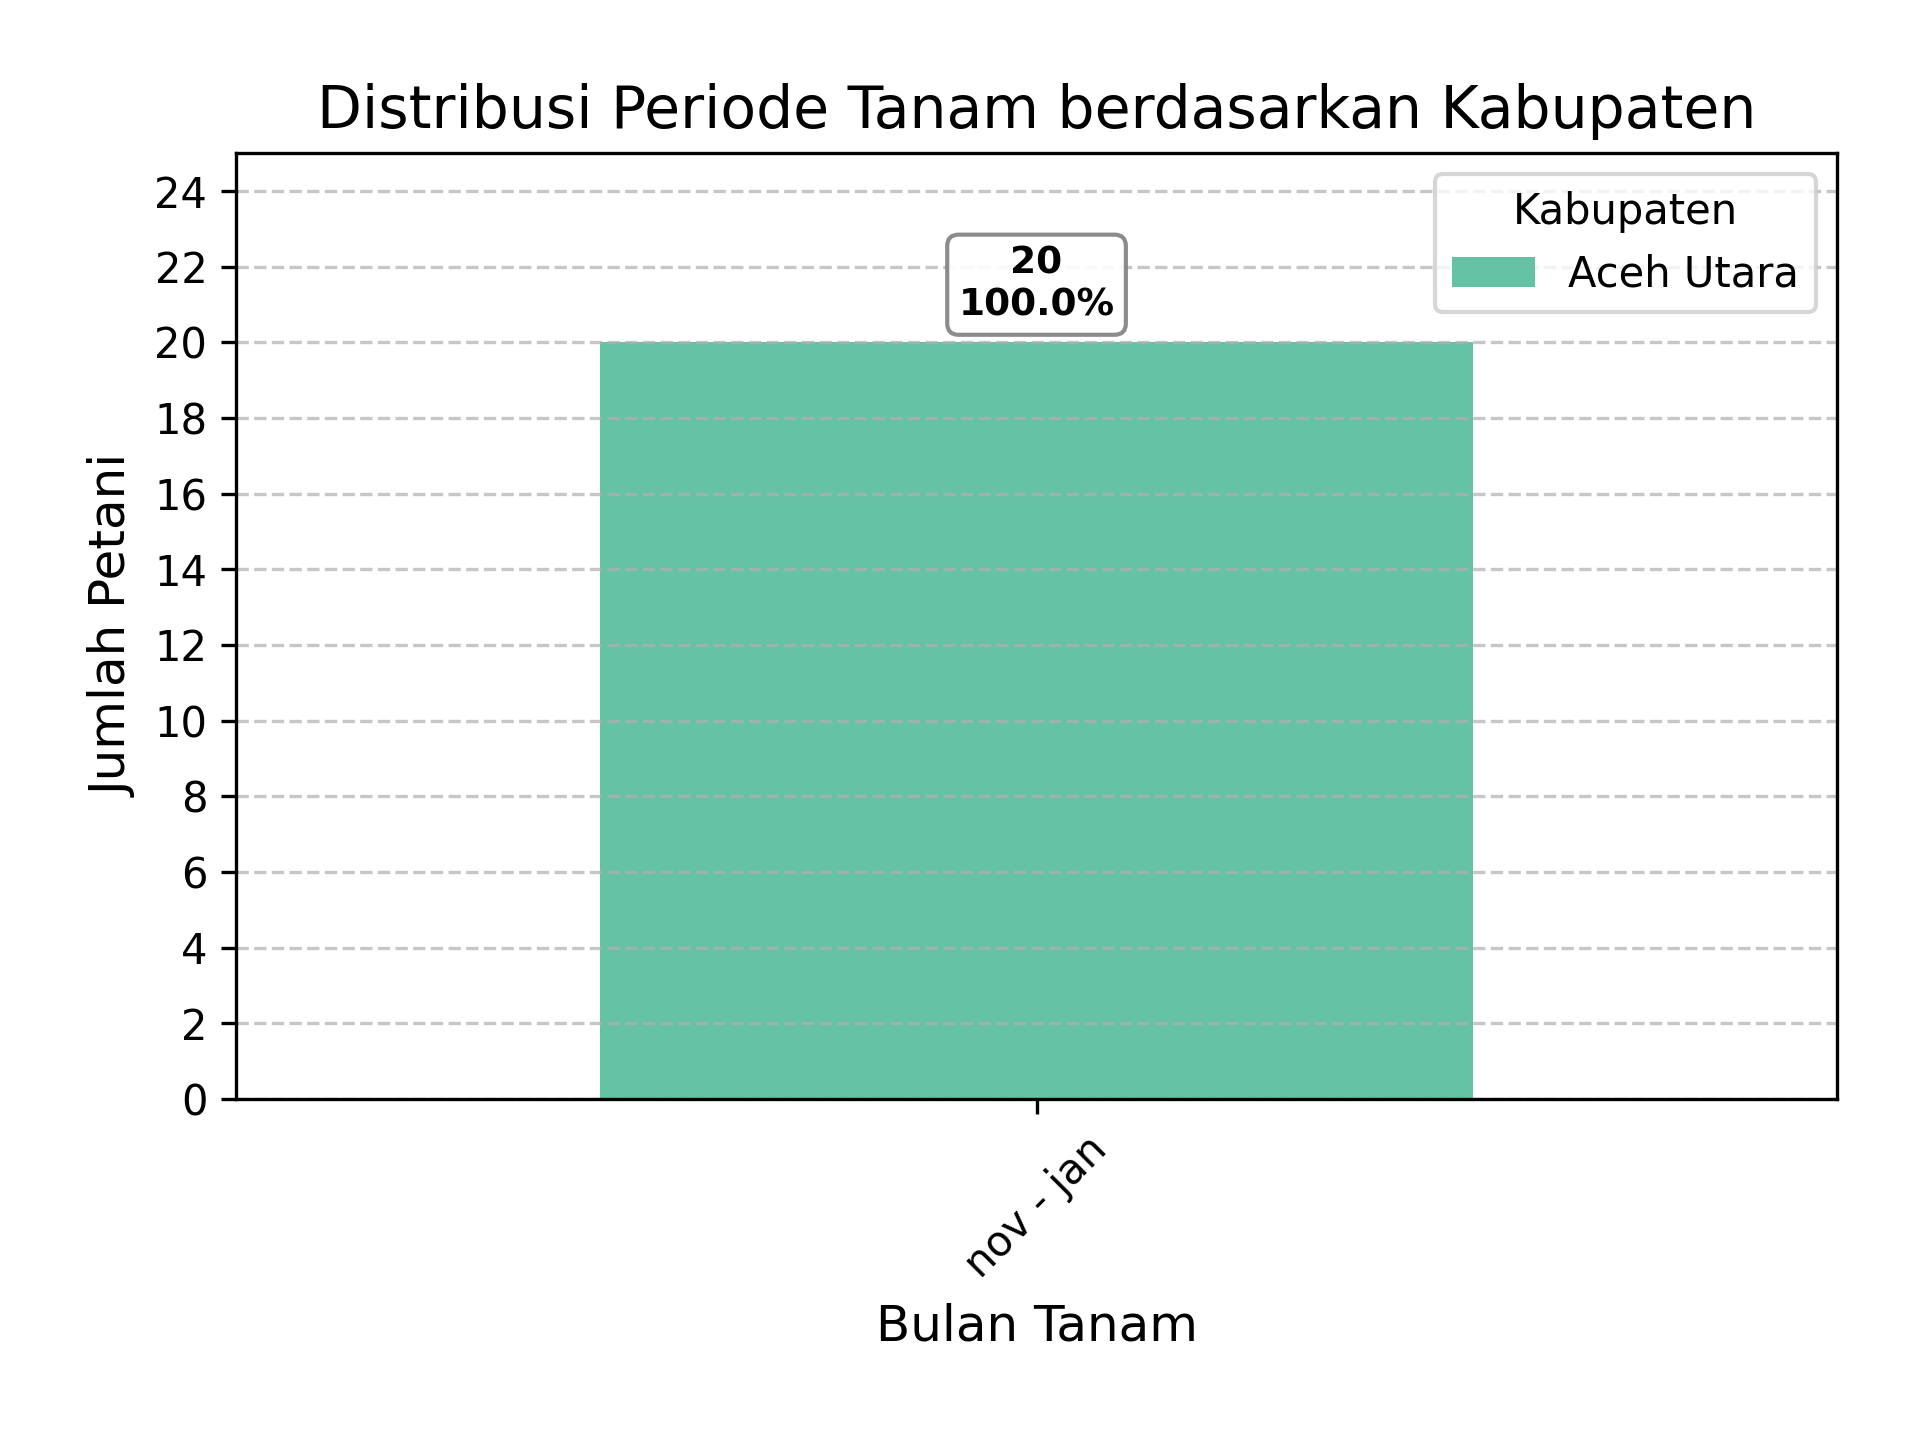 Distribusi Periode Tanam berdasarkan Kabupaten
Kabupaten
Aceh Utara
20
100.0%
Jumlah Petani
24
22
20
18
16
14
12
10
8
6
4
2
0
nov - jan
Bulan Tanam